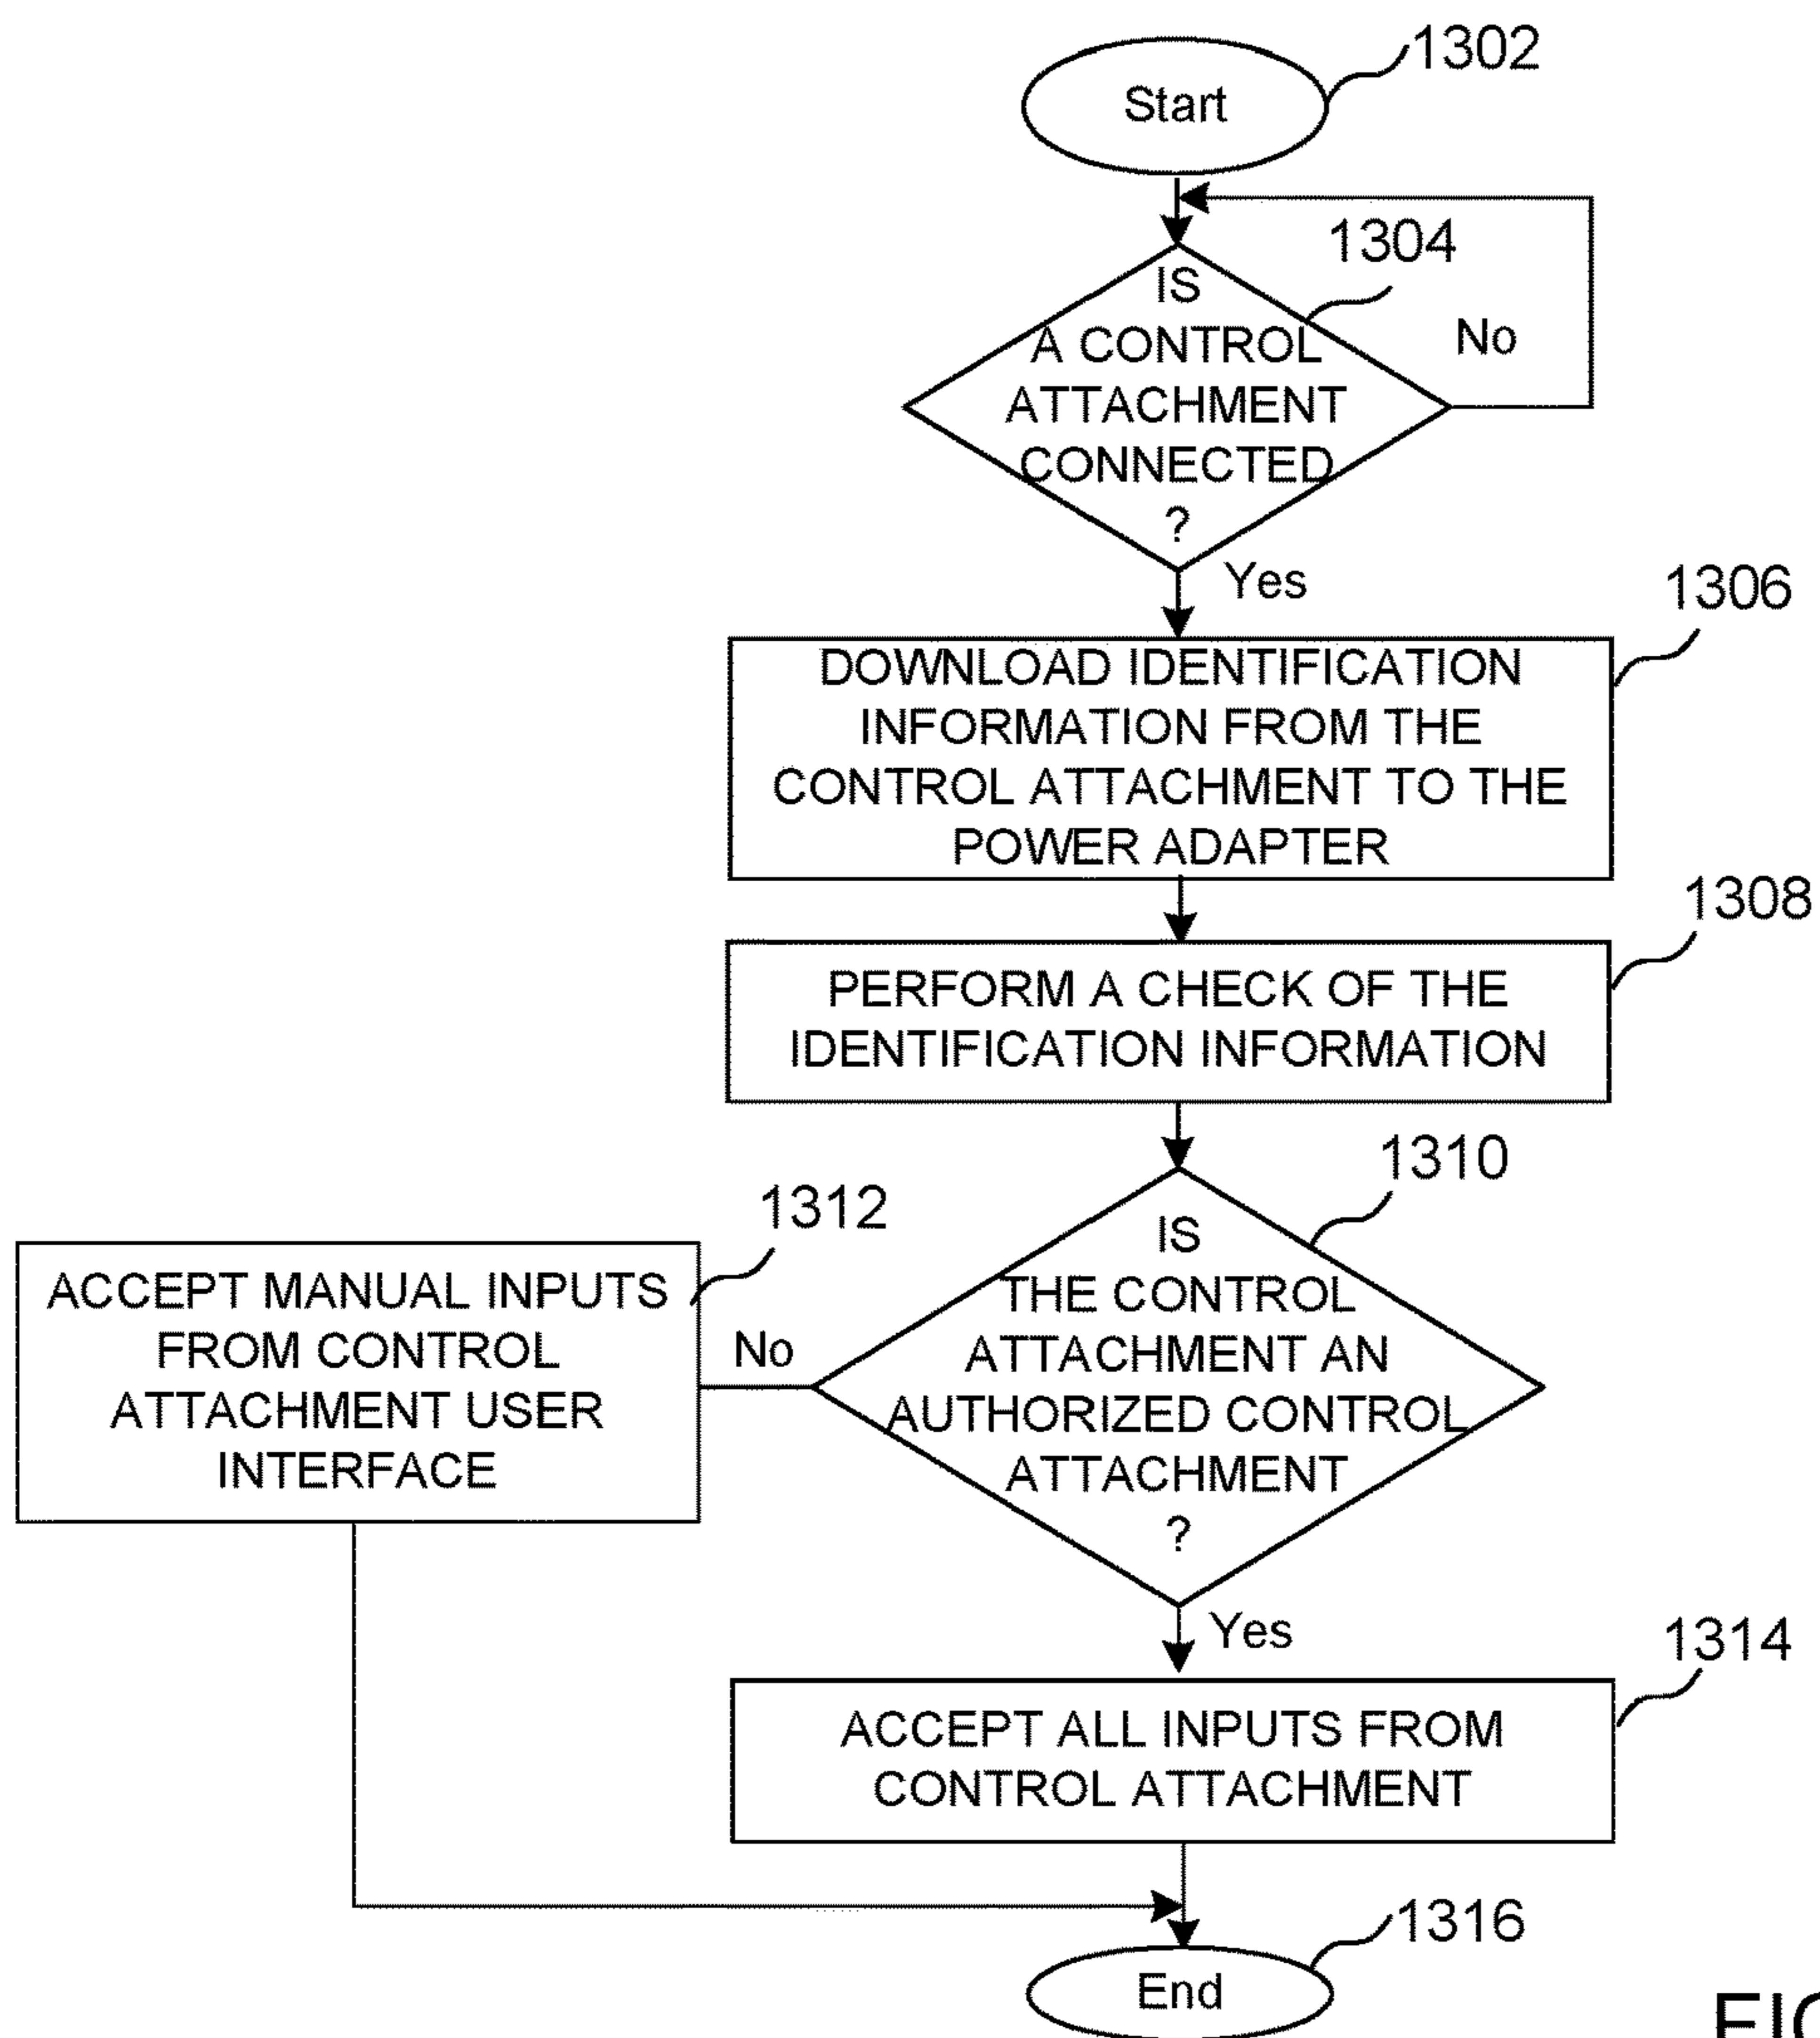 1302
Start
1304
IS
A CONTROL
ATTACHMENT
CONNECTED
?
No
Yes
1306
DOWNLOAD IDENTIFICATION
INFORMATION FROM THE
CONTROL ATTACHMENT TO THE
POWER ADAPTER
1308
PERFORM A CHECK OF THE
IDENTIFICATION INFORMATION
1310
IS
THE CONTROL
ATTACHMENT AN
AUTHORIZED CONTROL
ATTACHMENT
?
No
1312
ACCEPT MANUAL INPUTS
FROM CONTROL
ATTACHMENT USER
INTERFACE
Yes
1314
ACCEPT ALL INPUTS FROM
CONTROL ATTACHMENT
1316
End